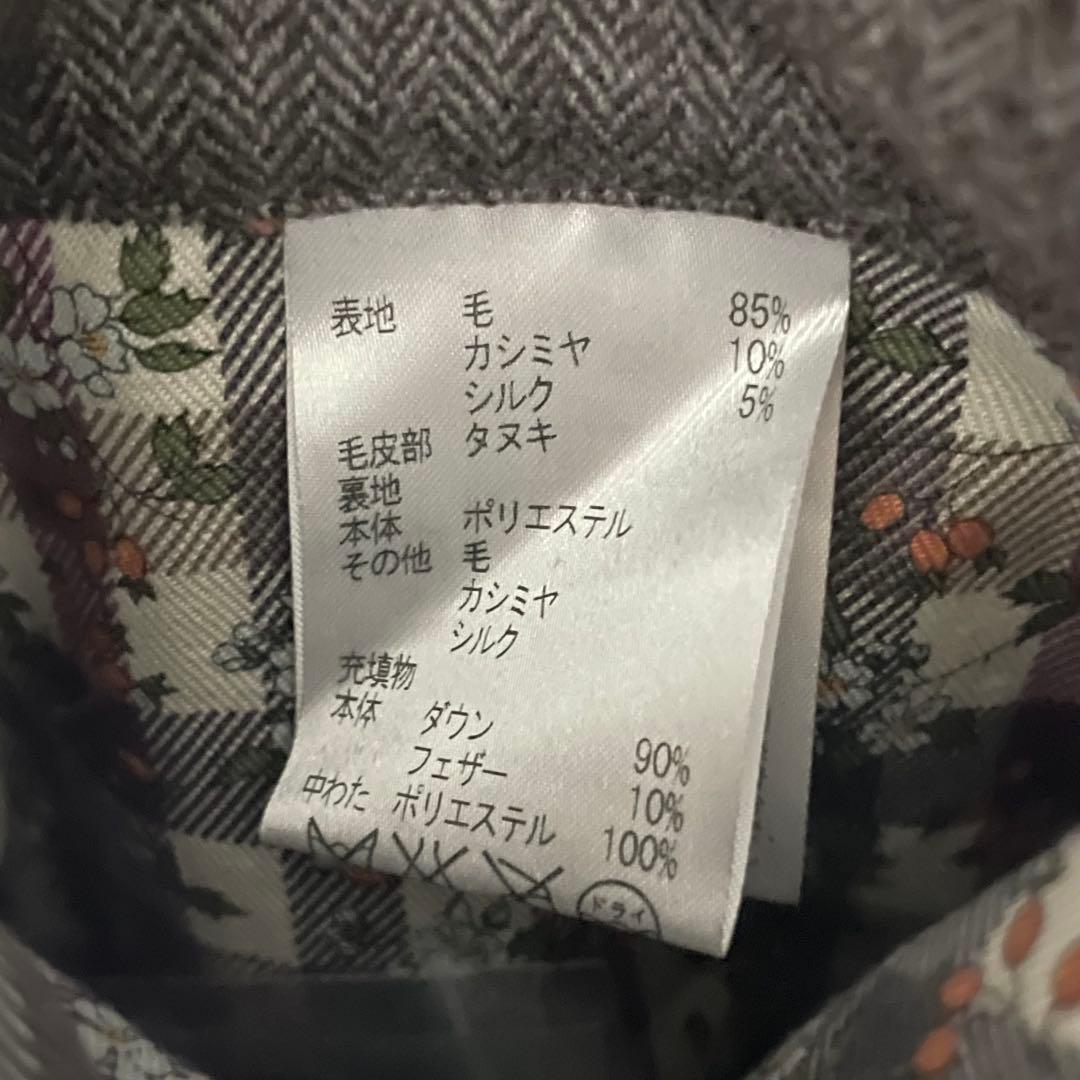 表地 毛 85%
カシミヤ 10%
シルク 5%
毛皮部 タヌキ
裏地
本体 ポリエステル
その他 毛
カシミヤ
シルク
充填物
本体 ダウン 90%
フェザー 10%
中わた ポリエステル 100%
ドライ